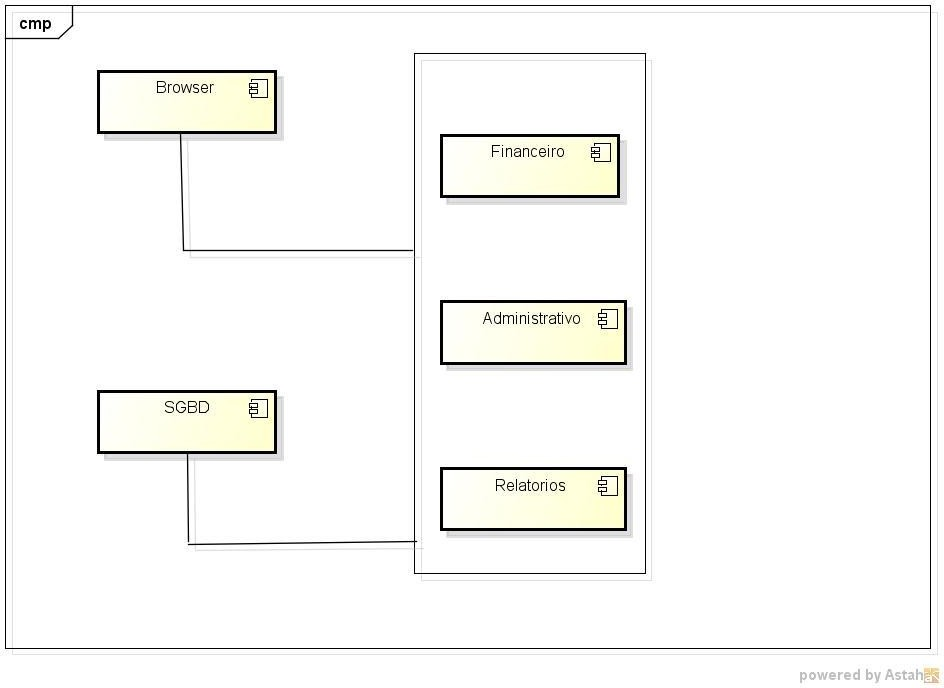 cmp
Browser
Financeiro
Administrativo
SGBD
Relatorios
powered by Astah